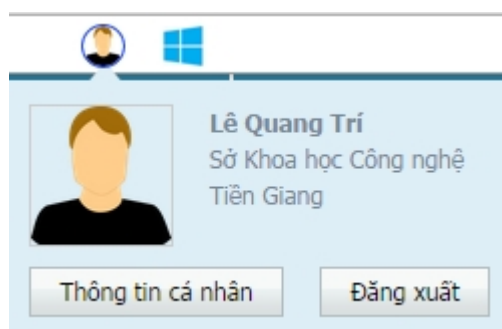 Lê Quang Trí
Sở Khoa học Công nghệ
Tiền Giang
Thông tin cá nhân
Đăng xuất